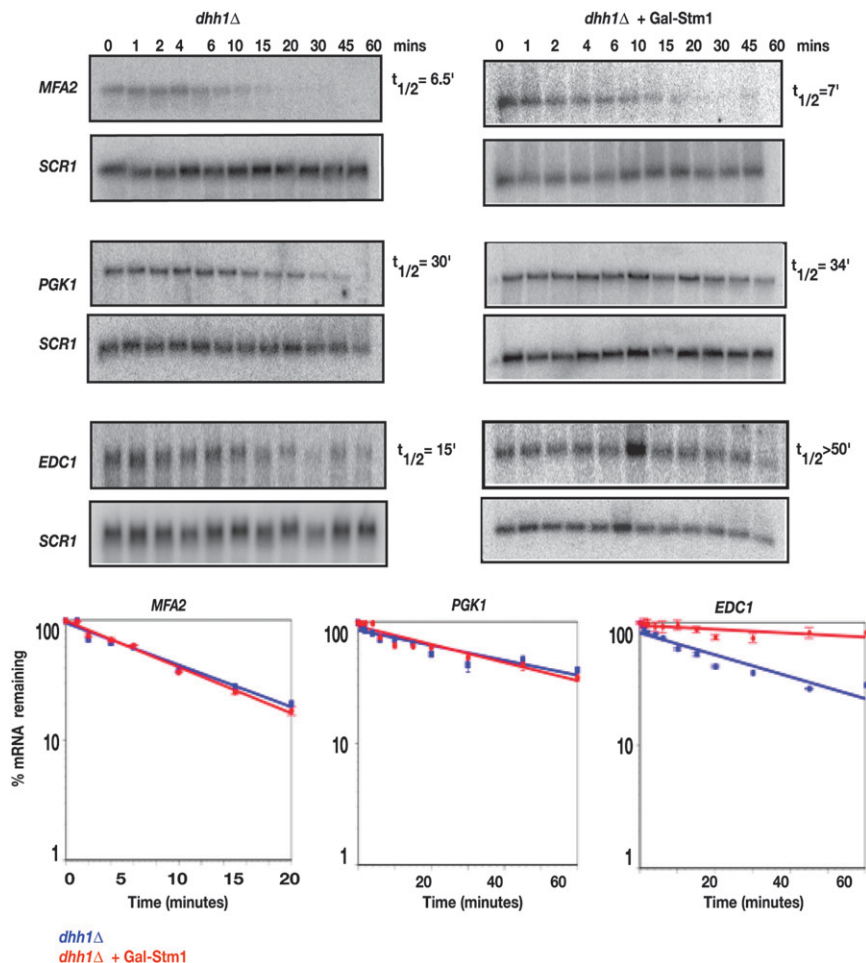 dhh1Δ
dhh1Δ + Gal-Stm1
0 1 2 4 6 10 15 20 30 45 60 mins
0 1 2 4 6 10 15 20 30 45 60 mins
MFA2
t1/2= 6.5'
t1/2=7'
SCR1
PGK1
t1/2= 30'
t1/2= 34'
SCR1
EDC1
t1/2= 15'
t1/2>50'
SCR1
MFA2
PGK1
EDC1
% mRNA remaining
100
10
1
100
10
1
100
10
1
0 5 10 15 20
20 40 60
20 40 60
Time (minutes)
Time (minutes)
Time (minutes)
dhh1Δ
dhh1Δ + Gal-Stm1